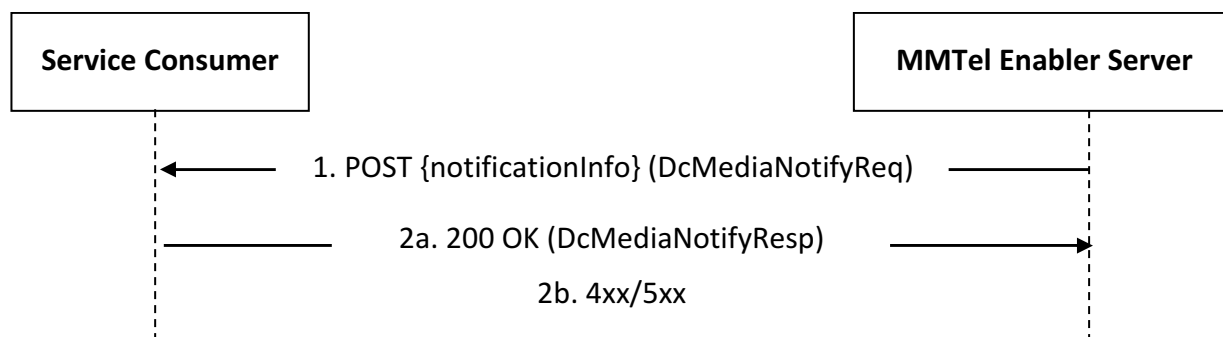 Service Consumer
MMTel Enabler Server
1. POST {notificationInfo} (DcMediaNotifyReq)
2a. 200 OK (DcMediaNotifyResp)
2b. 4xx/5xx